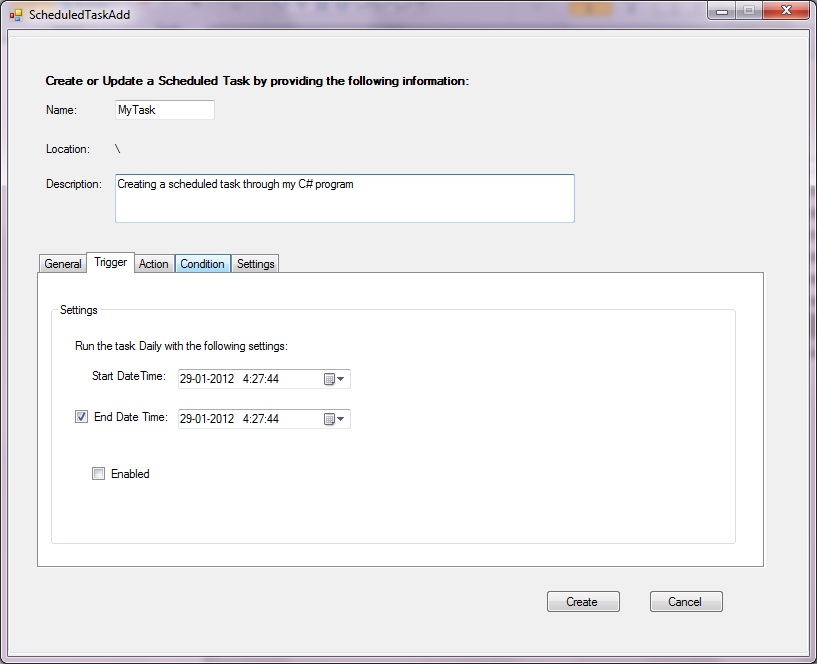 ScheduledTaskAdd
Create or Update a Scheduled Task by providing the following information:
Name: MyTask
Location: \
Description: Creating a scheduled task through my C# program
General Trigger Action Condition Settings
Settings
Run the task Daily with the following settings:
Start DateTime: 29-01-2012 4:27:44
End Date Time: 29-01-2012 4:27:44
Enabled
Create Cancel